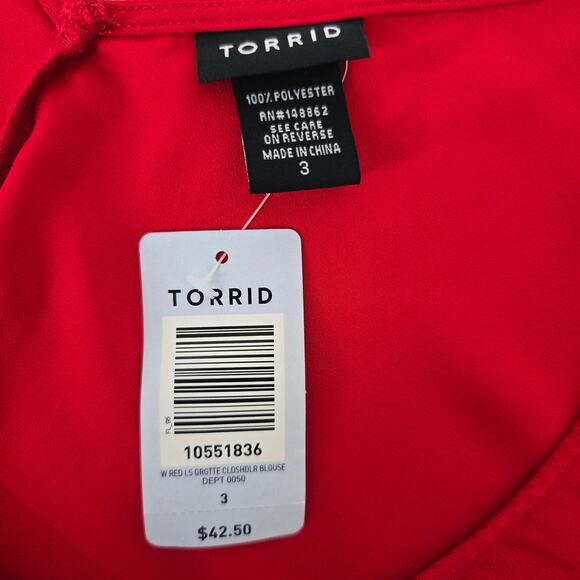 TORRID
100% POLYESTER
RN#148862
SEE CARE
ON REVERSE
MADE IN CHINA
3
TORRID
FL_05
10551836
W RED LS GRGTTE CLDSHDLR BLOUSE
DEPT 0050
3
$42.50